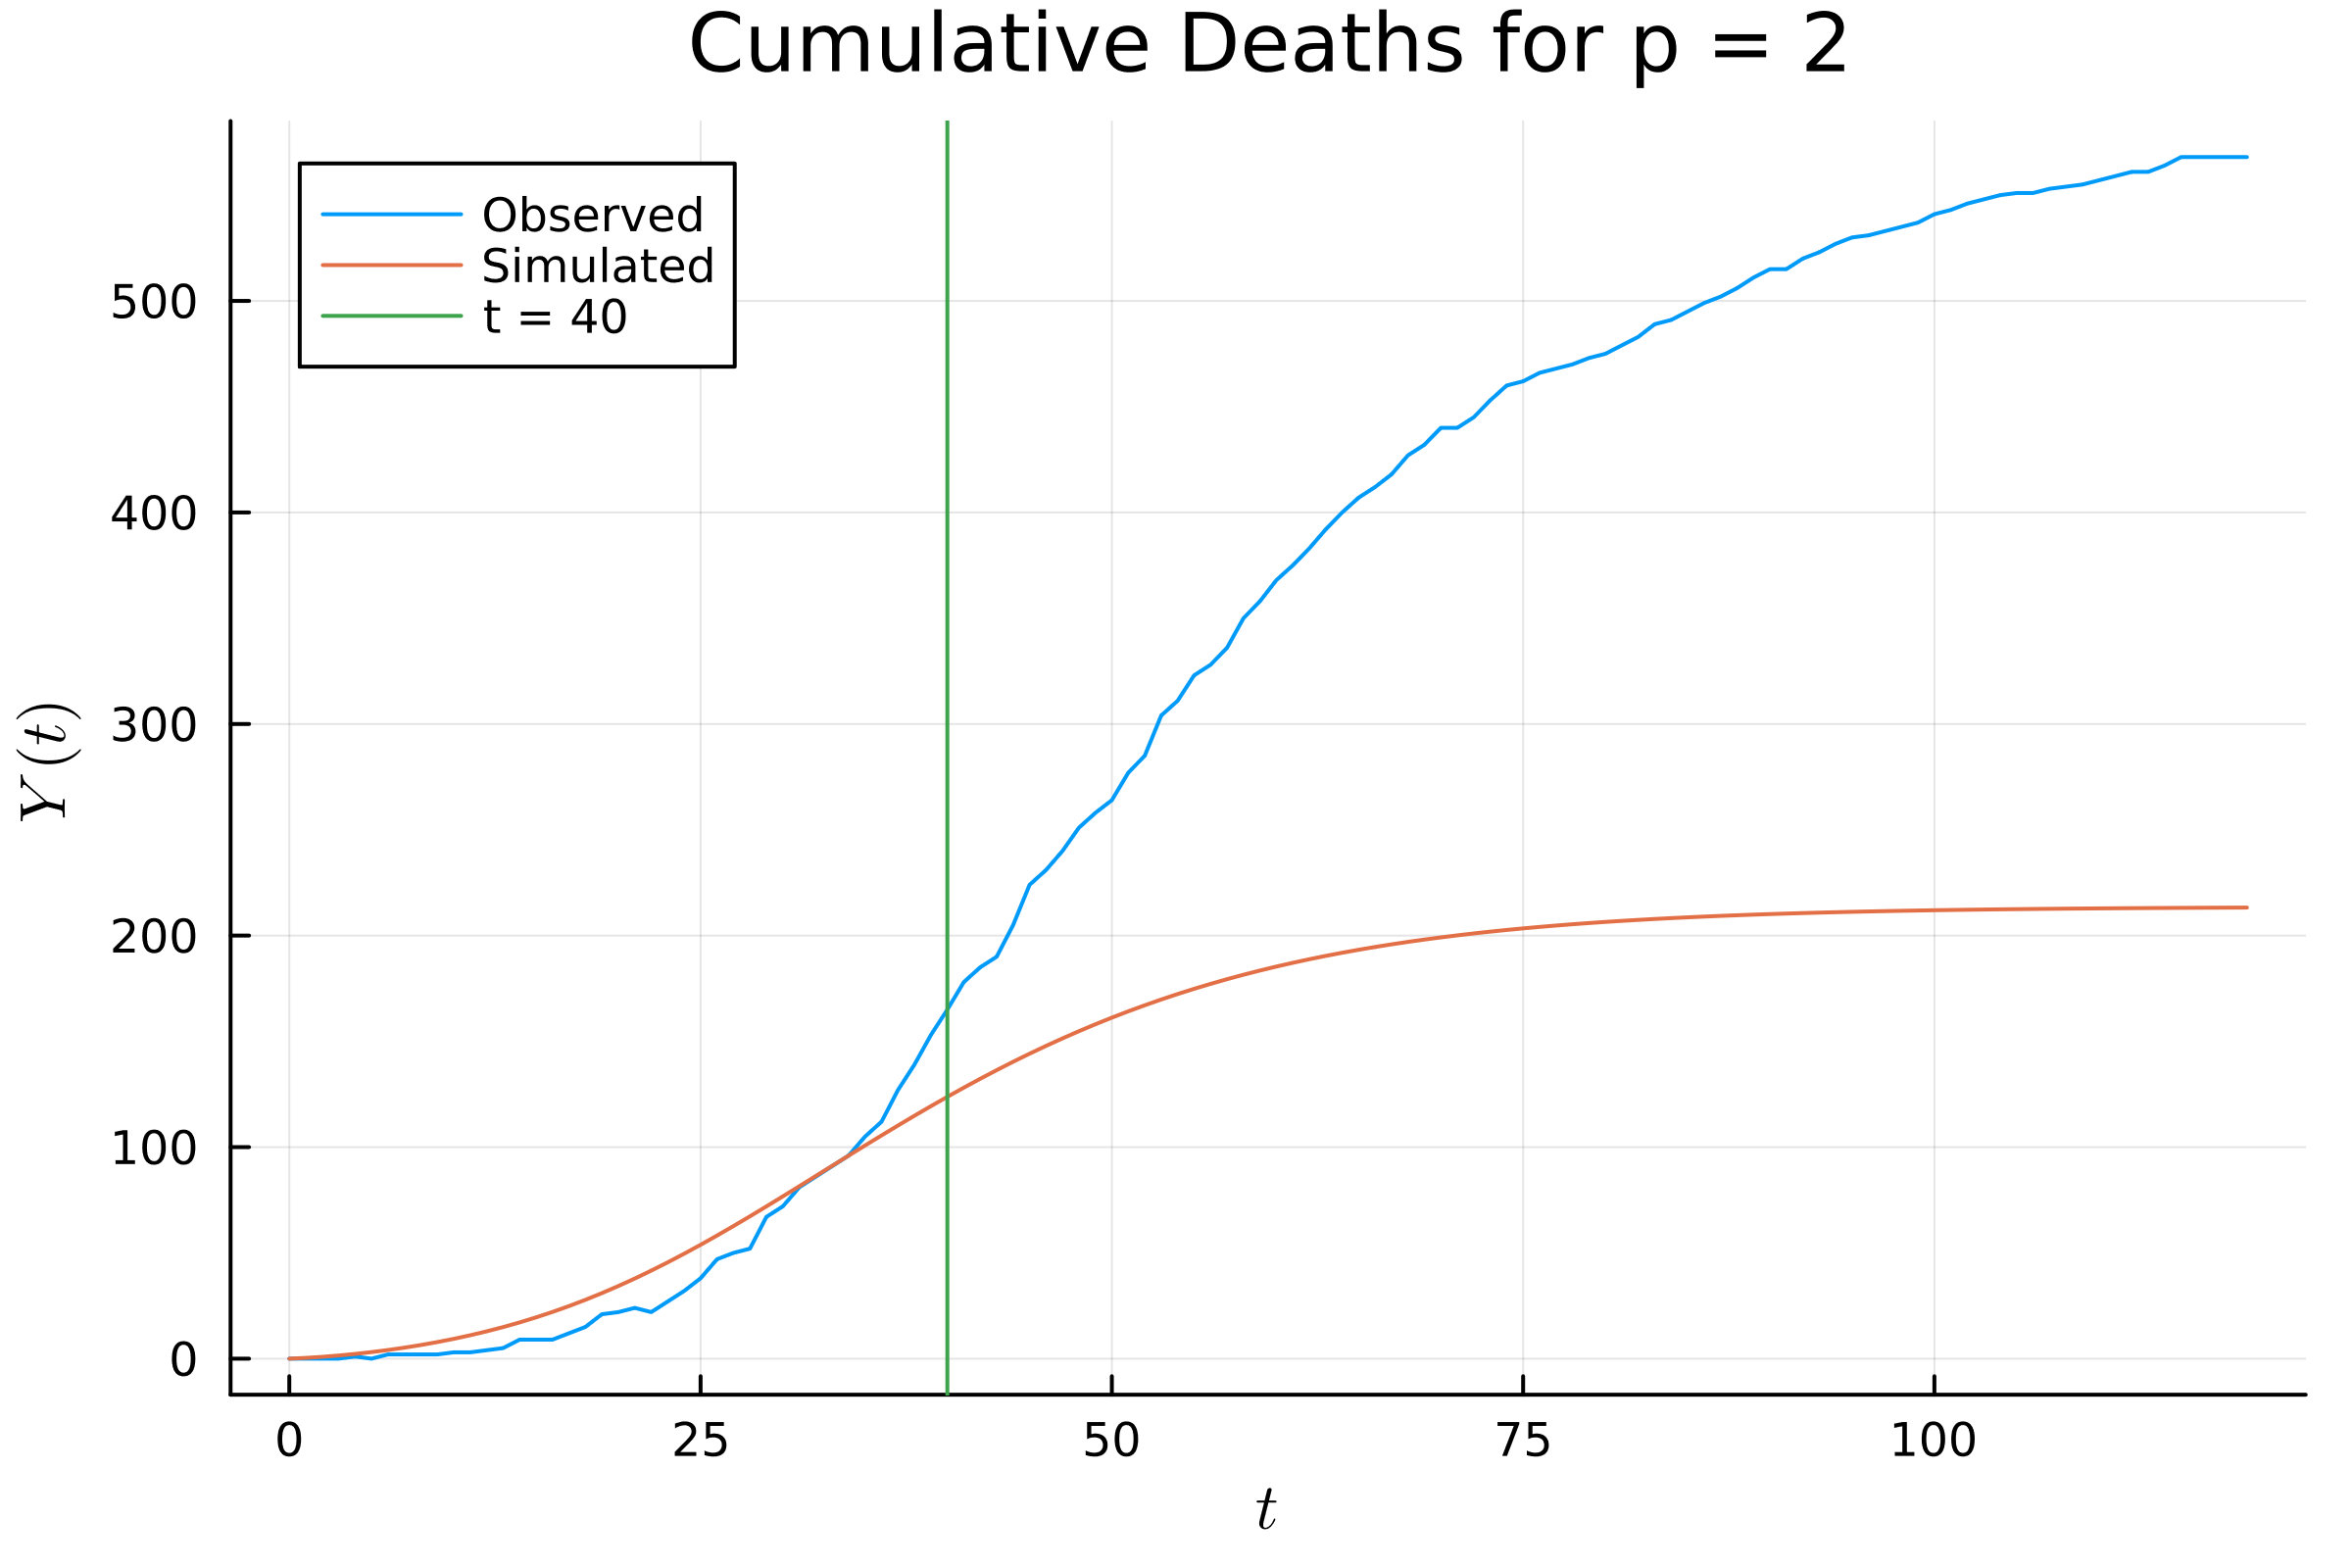 Cumulative Deaths for p = 2
Observed
Simulated
t = 40
500
400
300
200
100
0
Y(t)
0 25 50 75 100
t